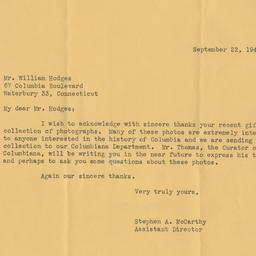 September 22, 194
Mr. William Hodges
67 Columbia Boulevard
Waterbury 33, Connecticut
My dear Mr. Hodges;
I wish to acknowledge with sincere thanks your recent gif
collection of photographs. Many of these photos are extremely inte
to anyone interested in the history of Columbia and we are sending
collection to our Columbiana Department. Mr. Thomas, the Curator o
Columbiana, will be writing you in the near future to express his t
and perhaps to ask you some questions about these photos.
Again our sincere thanks.
Very truly yours,
Stephen A. McCarthy
Assistant Director